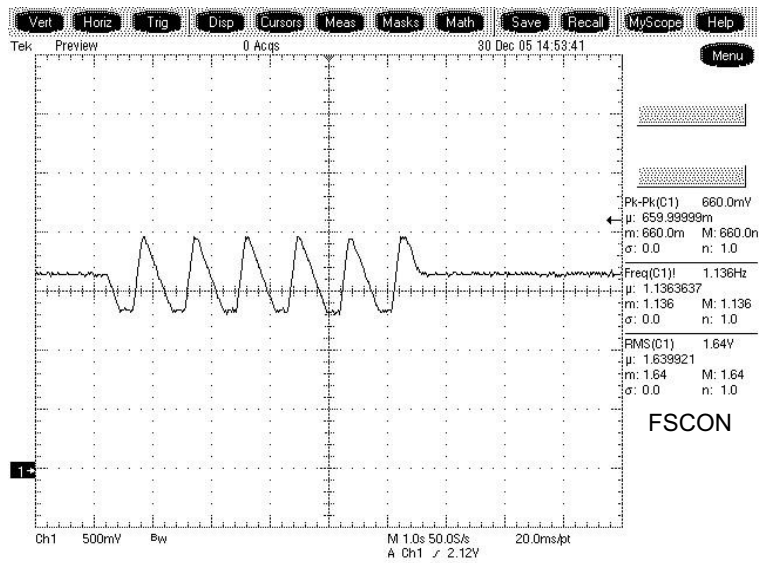 Vert Horiz Trig Disp Cursors Meas Masks Math Save Recall MyScope Help
Tek Preview 0 Acqs 30 Dec 05 14:53:41
Menu
Pk-Pk(C1) 660.0mV
µ: 659.99999m
m: 660.0m M: 660.0n
σ: 0.0 n: 1.0
Freq(C1)! 1.136Hz
µ: 1.1363637
m: 1.136 M: 1.136
σ: 0.0 n: 1.0
RMS(C1) 1.64V
µ: 1.639921
m: 1.64 M: 1.64
σ: 0.0 n: 1.0
FSCON
1
Ch1 500mV Bw M 1.0s 50.0S/s 20.0ms/pt
A Ch1 2.12V